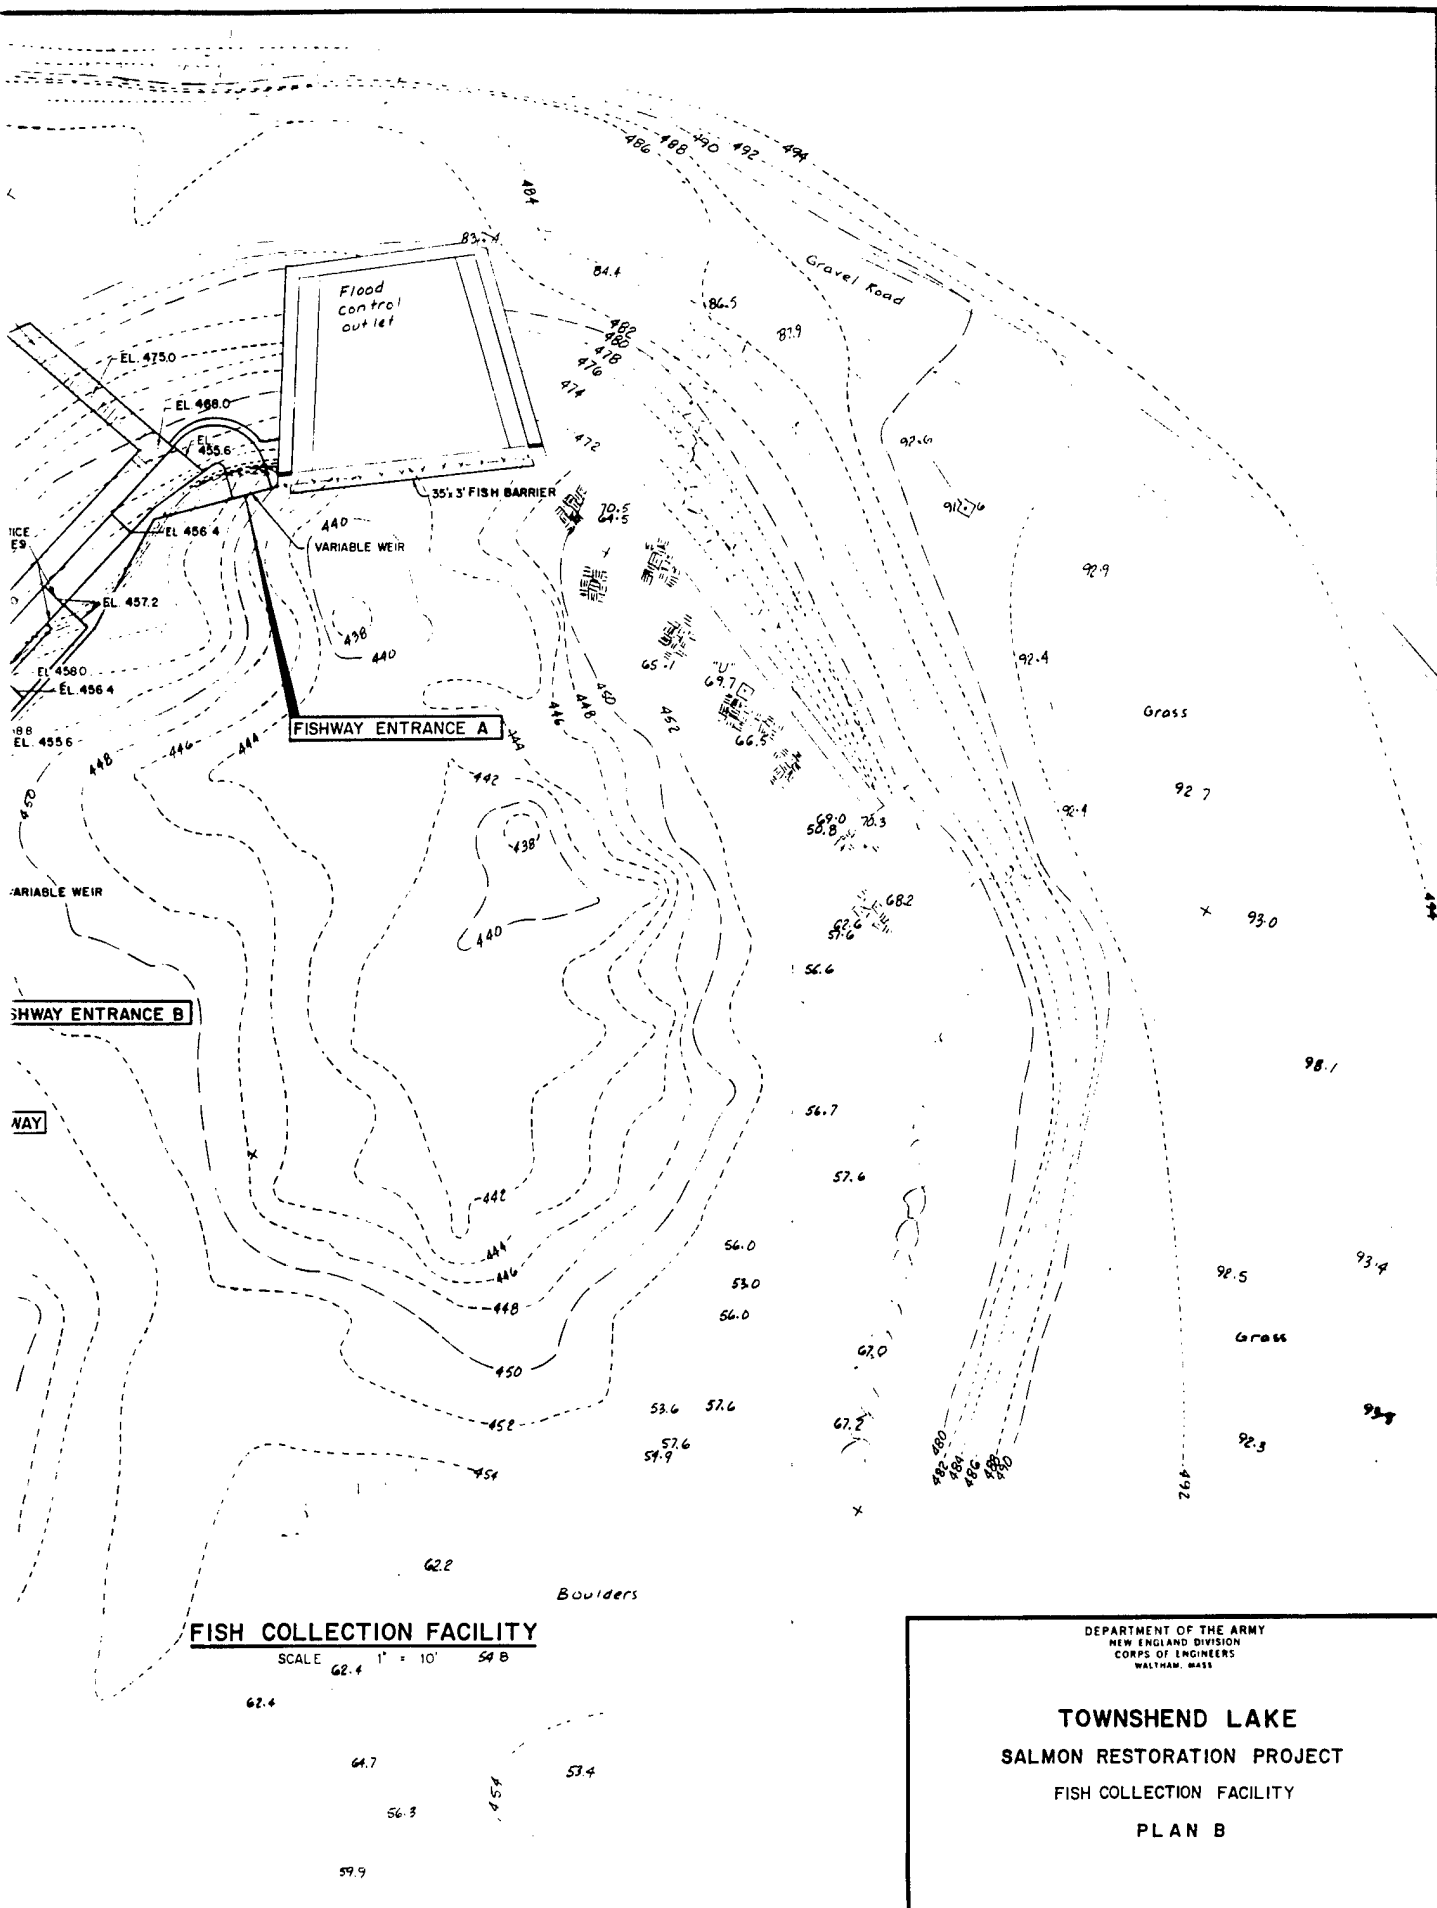 486
488
490
492
494
484
83.4
84.4
Gravel Road
86.5
87.9
Flood
control
outlet
482
480
478
476
474
472
EL. 475.0
EL. 468.0
EL.
455.6
92.6
35'x 3' FISH BARRIER
70.5
64.5
91.76
440
VARIABLE WEIR
EL 456.4
TICE
ES
92.9
EL. 457.2
438
440
65.1
"U"
69.7
92.4
EL 458.0
EL. 456.4
EL. 455.6
450
446
448
452
66.5
Grass
FISHWAY ENTRANCE A
444
448
446
444
442
92.7
450
69.0
70.3
50.8
92.4
438
ARIABLE WEIR
494
68.2
62.6
57.6
93.0
440
56.6
SHWAY ENTRANCE B
98.1
56.7
WAY
57.6
442
444
446
448
56.0
53.0
56.0
92.5
93.4
Grass
67.0
450
452
53.6
57.6
67.2
57.6
54.9
92.3
454
480
482
484
486
488
490
492
62.2
Boulders
FISH COLLECTION FACILITY
SCALE 1" = 10'
54.8
62.4
62.4
64.7
53.4
454
56.3
59.9
DEPARTMENT OF THE ARMY
NEW ENGLAND DIVISION
CORPS OF ENGINEERS
WALTHAM, MASS
TOWNSHEND LAKE
SALMON RESTORATION PROJECT
FISH COLLECTION FACILITY
PLAN B